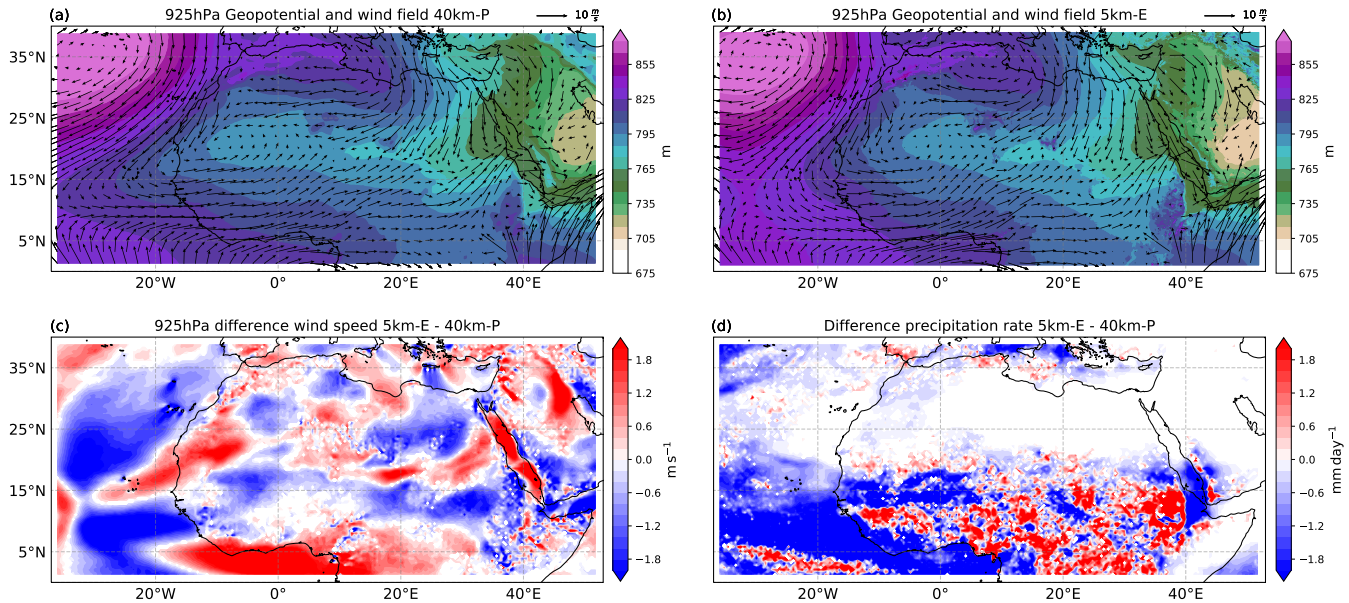 (a) 925hPa Geopotential and wind field 40km-P 10 m/s
35°N
25°N
15°N
5°N
20°W 0° 20°E 40°E
855
825
795
765
735
705
675
m
(b) 925hPa Geopotential and wind field 5km-E 10 m/s
20°W 0° 20°E 40°E
855
825
795
765
735
705
675
m
(c) 925hPa difference wind speed 5km-E - 40km-P
35°N
25°N
15°N
5°N
20°W 0° 20°E 40°E
1.8
1.2
0.6
0.0
−0.6
−1.2
−1.8
m s⁻¹
(d) Difference precipitation rate 5km-E - 40km-P
20°W 0° 20°E 40°E
1.8
1.2
0.6
0.0
−0.6
−1.2
−1.8
mm day⁻¹